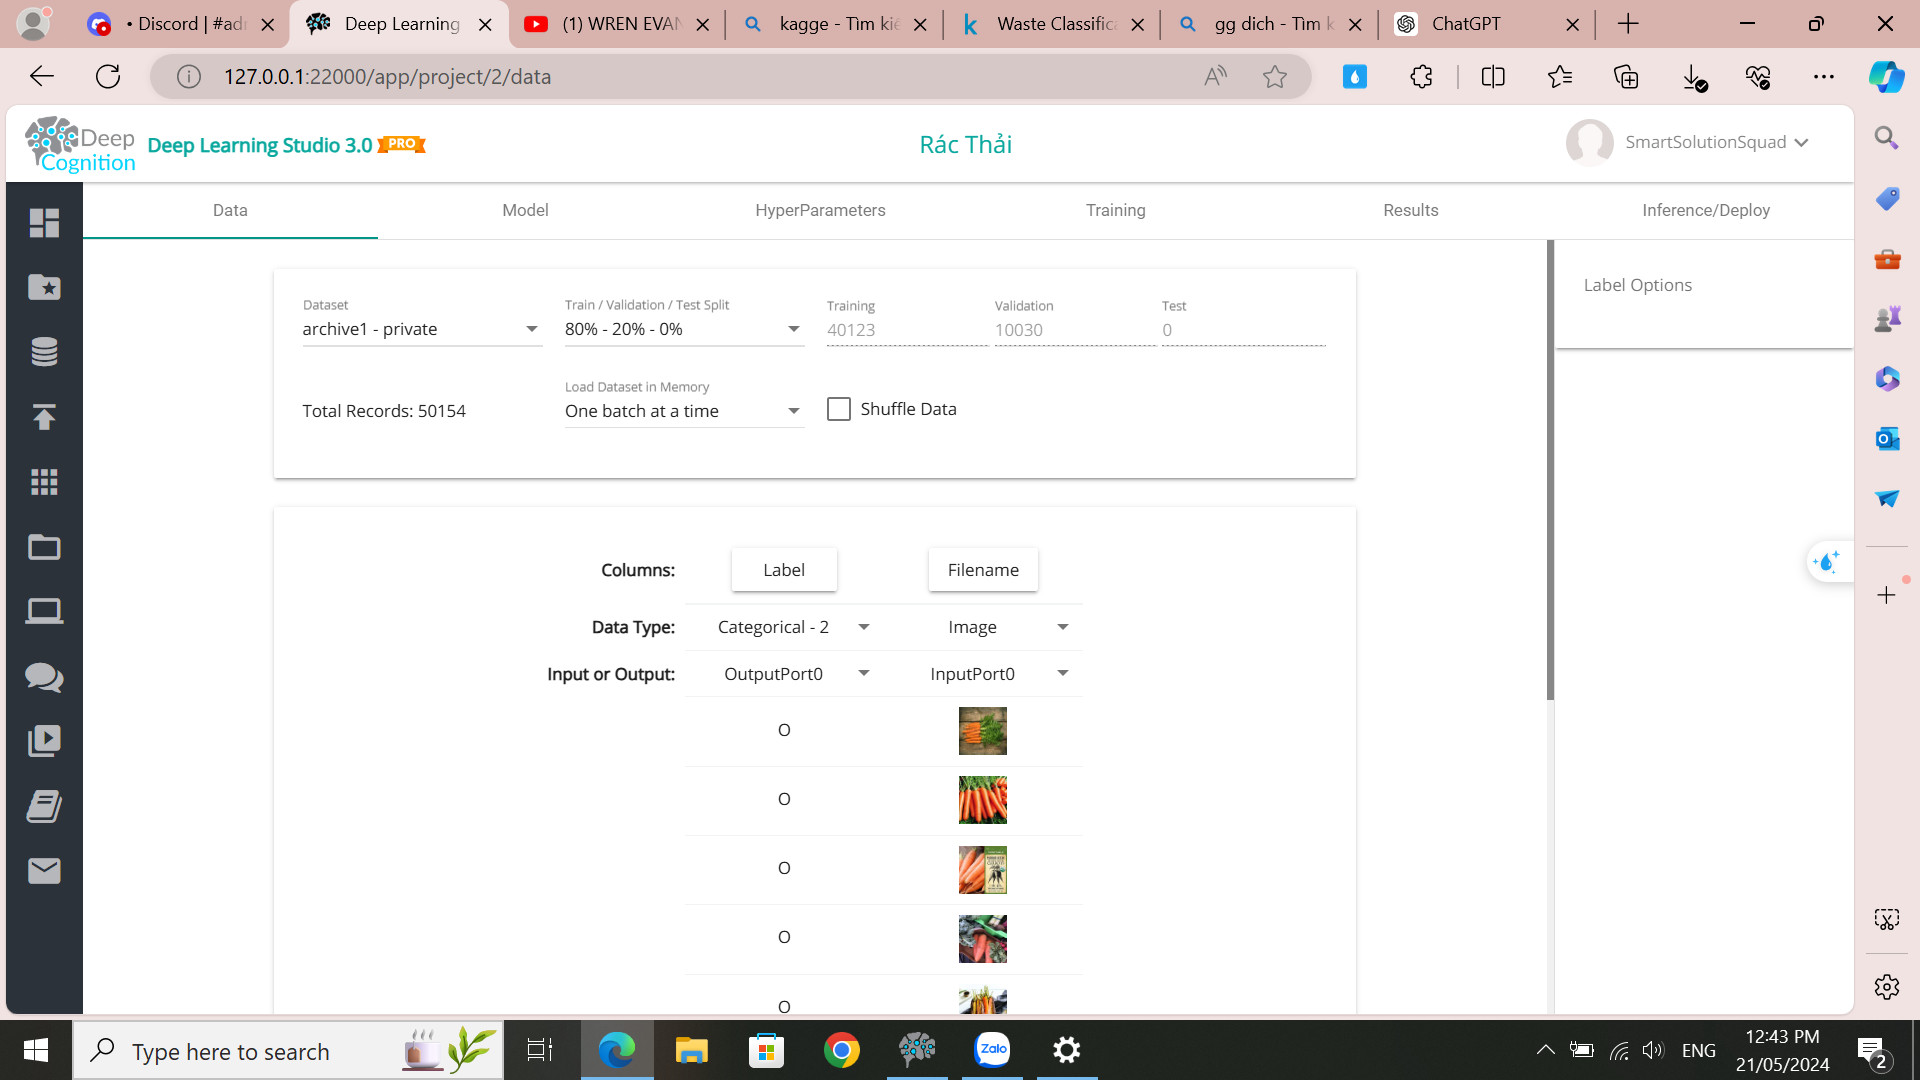 • Discord | #adr
Deep Learning
(1) WREN EVAN
kagge - Tìm kiế
Waste Classifica
gg dich - Tìm k
ChatGPT
127.0.0.1:22000/app/project/2/data
Deep Cognition
Deep Learning Studio 3.0 PRO
Rác Thải
SmartSolutionSquad
Data
Model
HyperParameters
Training
Results
Inference/Deploy
Dataset
archive1 - private
Train / Validation / Test Split
80% - 20% - 0%
Training
40123
Validation
10030
Test
0
Label Options
Total Records: 50154
Load Dataset in Memory
One batch at a time
Shuffle Data
Columns:
Label
Filename
Data Type:
Categorical - 2
Image
Input or Output:
OutputPort0
InputPort0
O
O
O
O
O
Type here to search
Zalo
ENG
12:43 PM
21/05/2024
2